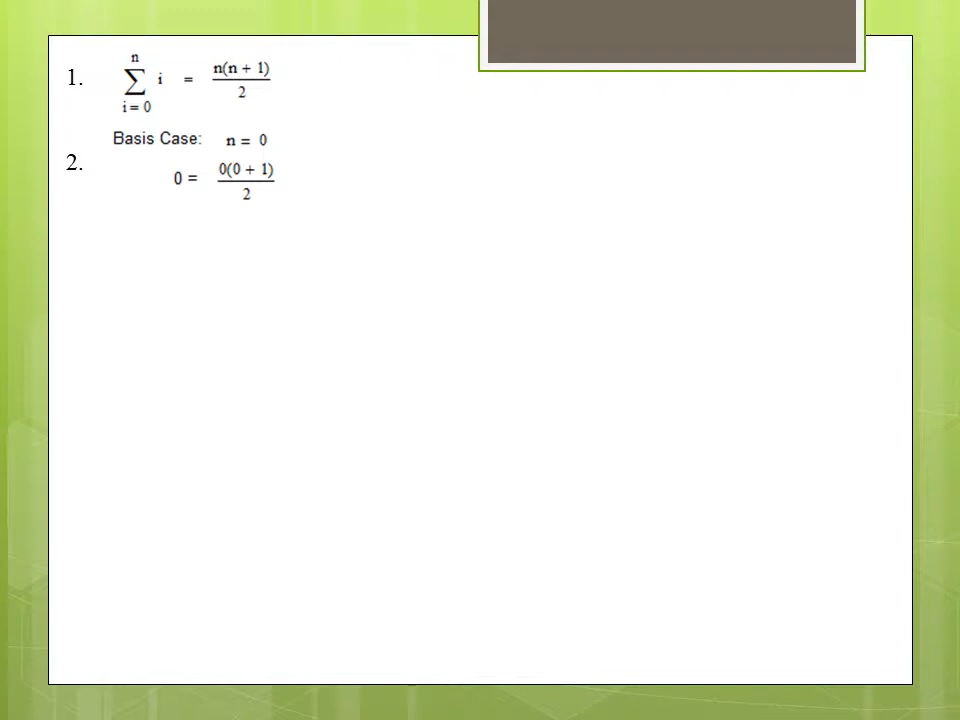 1. n
∑ i = n(n + 1)
i = 0 2
Basis Case: n = 0
2. 0 = 0(0 + 1)
2